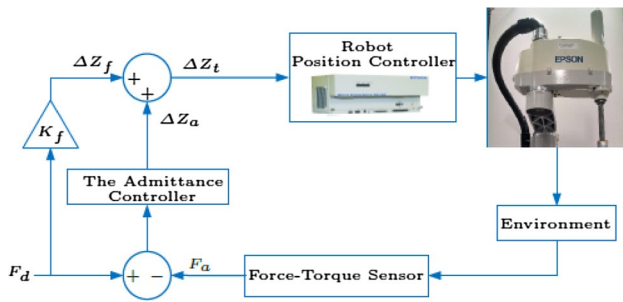 Robot
Position Controller
ΔZ_f
+
+
ΔZ_t
EPSON
ΔZ_a
K_f
The Admittance
Controller
Environment
F_d
+ −
F_a
Force-Torque Sensor